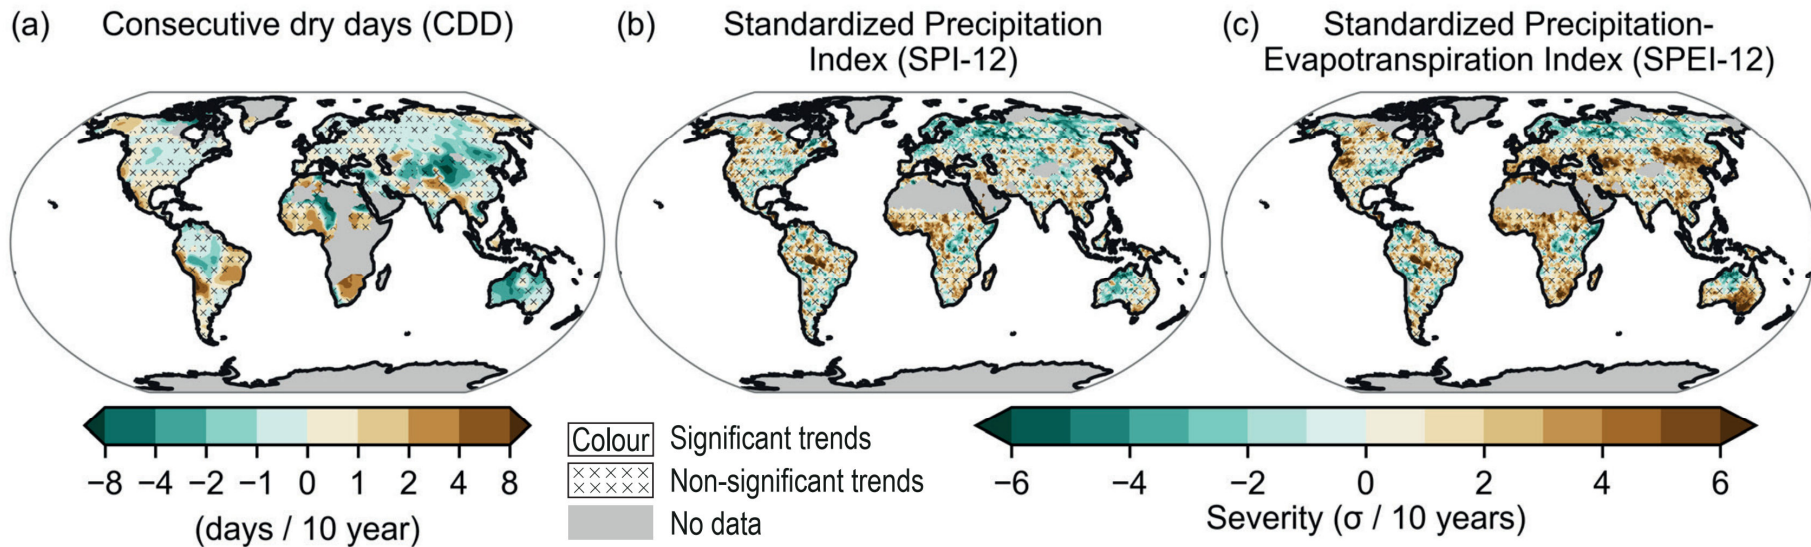 (a) Consecutive dry days (CDD)
(b) Standardized Precipitation
Index (SPI-12)
(c) Standardized Precipitation-
Evapotranspiration Index (SPEI-12)
−8 −4 −2 −1 0 1 2 4 8
(days / 10 year)
Colour Significant trends
Non-significant trends
No data
−6 −4 −2 0 2 4 6
Severity (σ / 10 years)